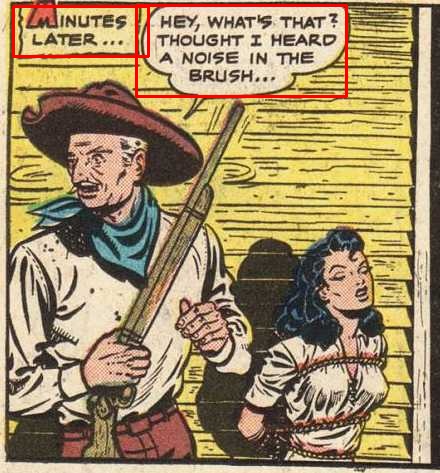 MINUTES
LATER...
HEY, WHAT'S THAT?
THOUGHT I HEARD
A NOISE IN THE
BRUSH...